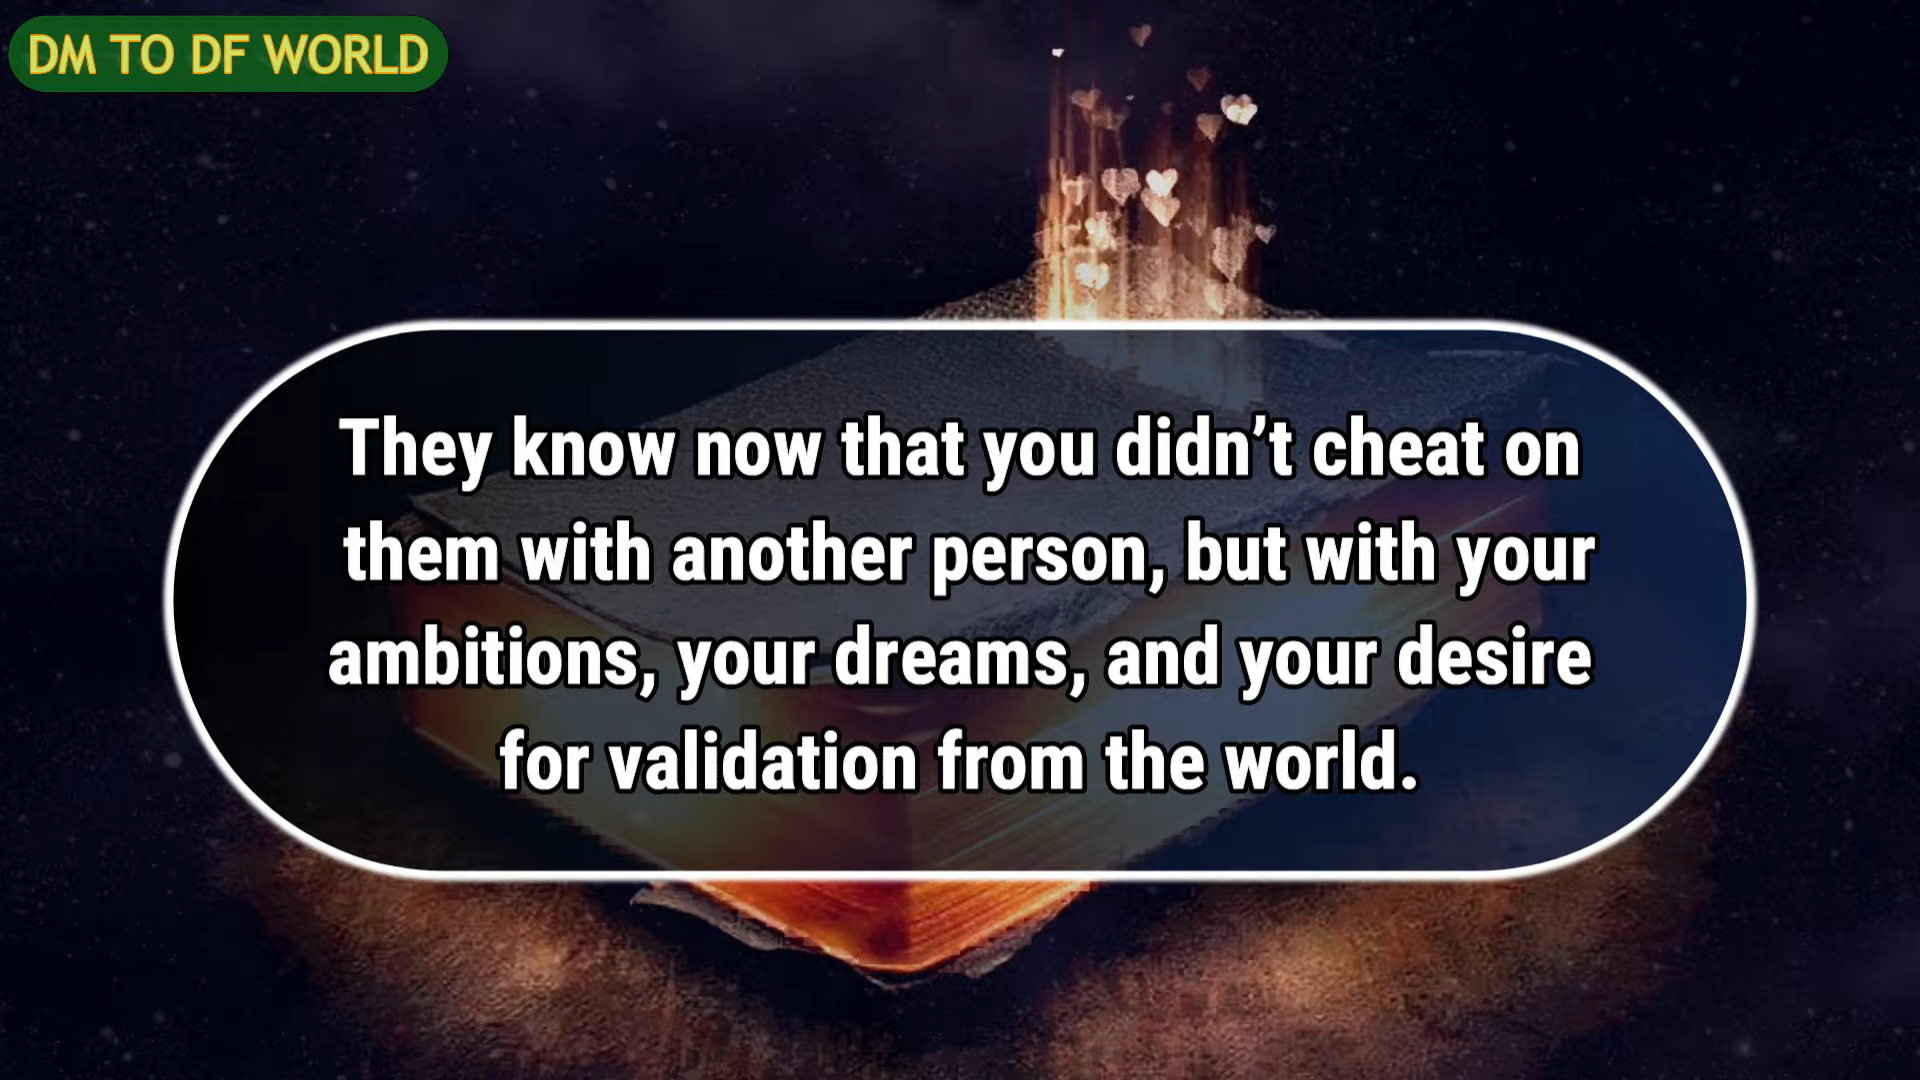 DM TO DF WORLD
They know now that you didn’t cheat on
them with another person, but with your
ambitions, your dreams, and your desire
for validation from the world.